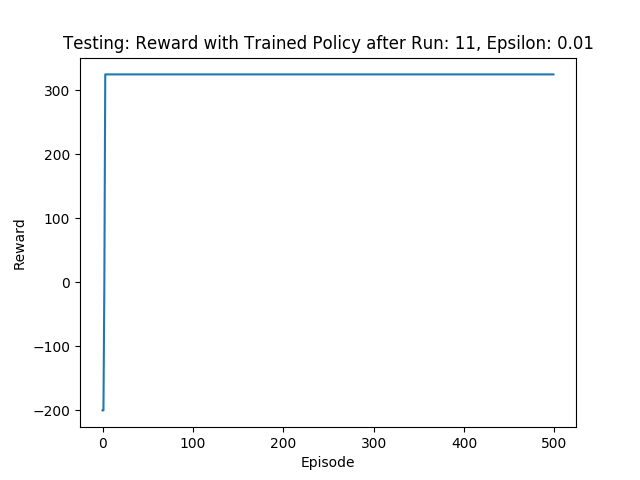 Testing: Reward with Trained Policy after Run: 11, Epsilon: 0.01
300
200
100
0
−100
−200
Reward
0 100 200 300 400 500
Episode